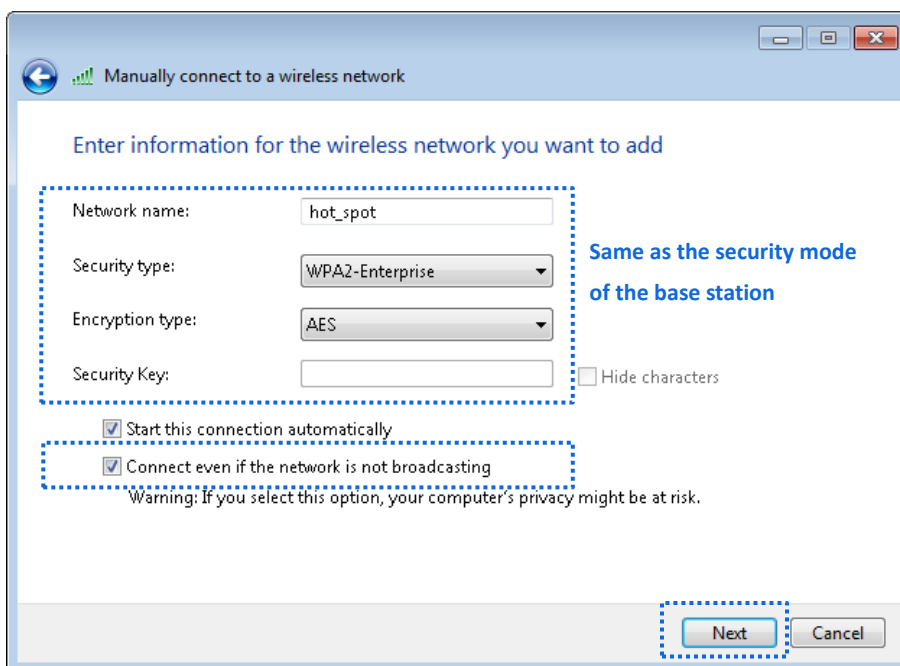 Manually connect to a wireless network
Enter information for the wireless network you want to add
Network name: hot_spot
Security type: WPA2-Enterprise
Same as the security mode
of the base station
Encryption type: AES
Security Key:
Hide characters
Start this connection automatically
Connect even if the network is not broadcasting
Warning: If you select this option, your computer's privacy might be at risk.
Next Cancel